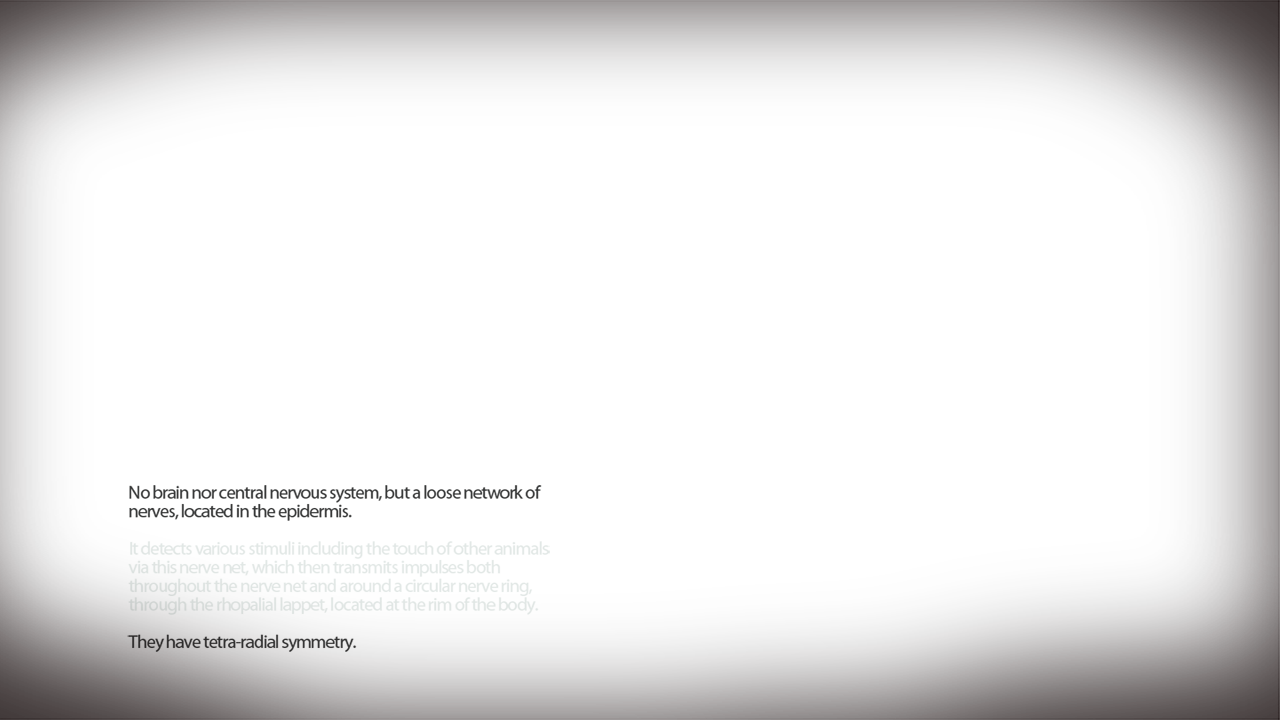 No brain nor central nervous system, but a loose network of
nerves, located in the epidermis.
It detects various stimuli including the touch of other animals
via this nerve net, which then transmits impulses both
throughout the nerve net and around a circular nerve ring,
through the rhopalial lappet, located at the rim of the body.
They have tetra-radial symmetry.